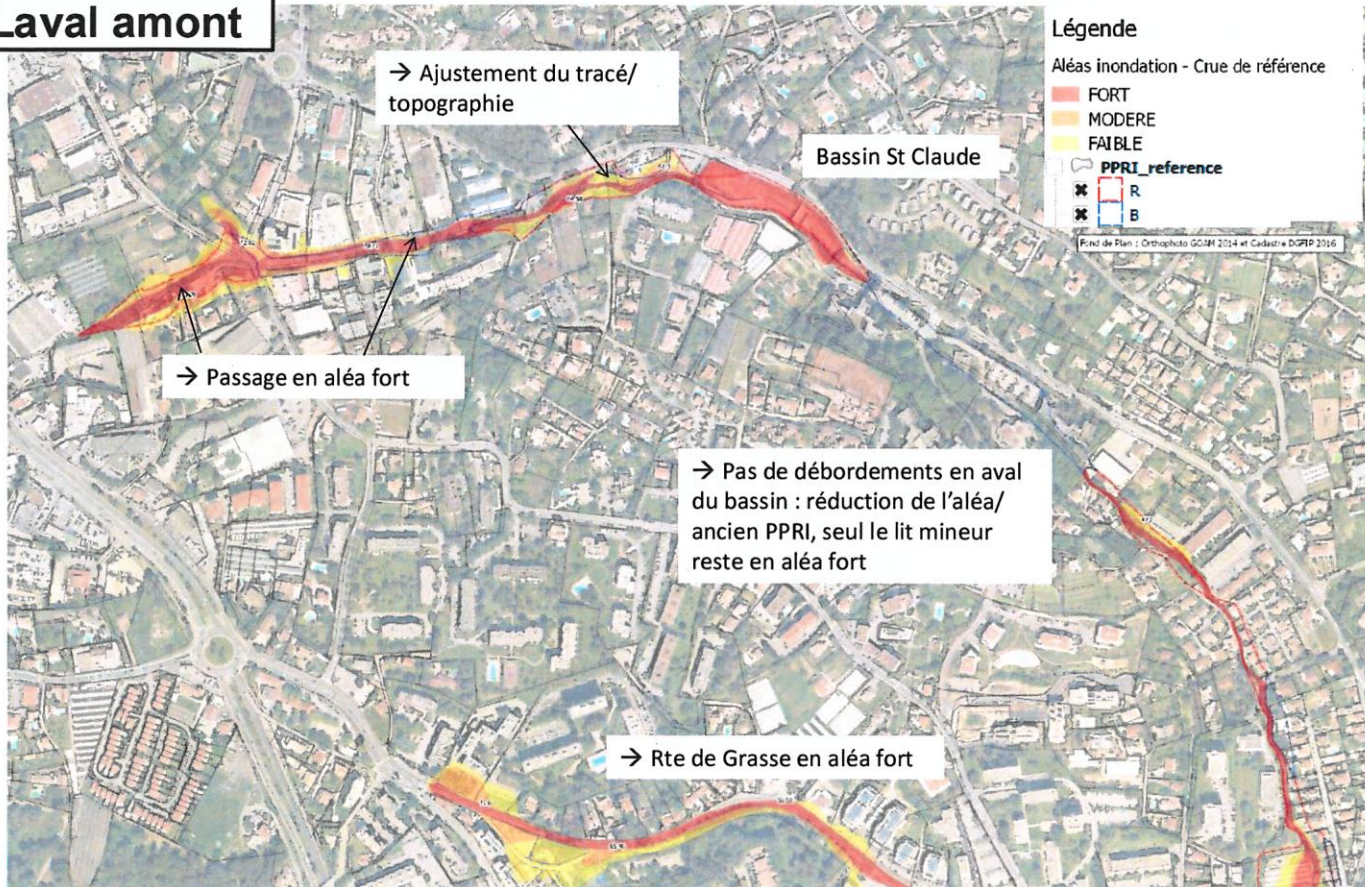 Laval amont
→ Ajustement du tracé/
topographie
Bassin St Claude
Légende
Aléas inondation - Crue de référence
FORT
MODERE
FAIBLE
PPRI_reference
R
B
Fond de Plan : Orthophoto GOAM 2014 et Cadastre DGFIP 2016
→ Passage en aléa fort
→ Pas de débordements en aval
du bassin : réduction de l'aléa/
ancien PPRI, seul le lit mineur
reste en aléa fort
→ Rte de Grasse en aléa fort